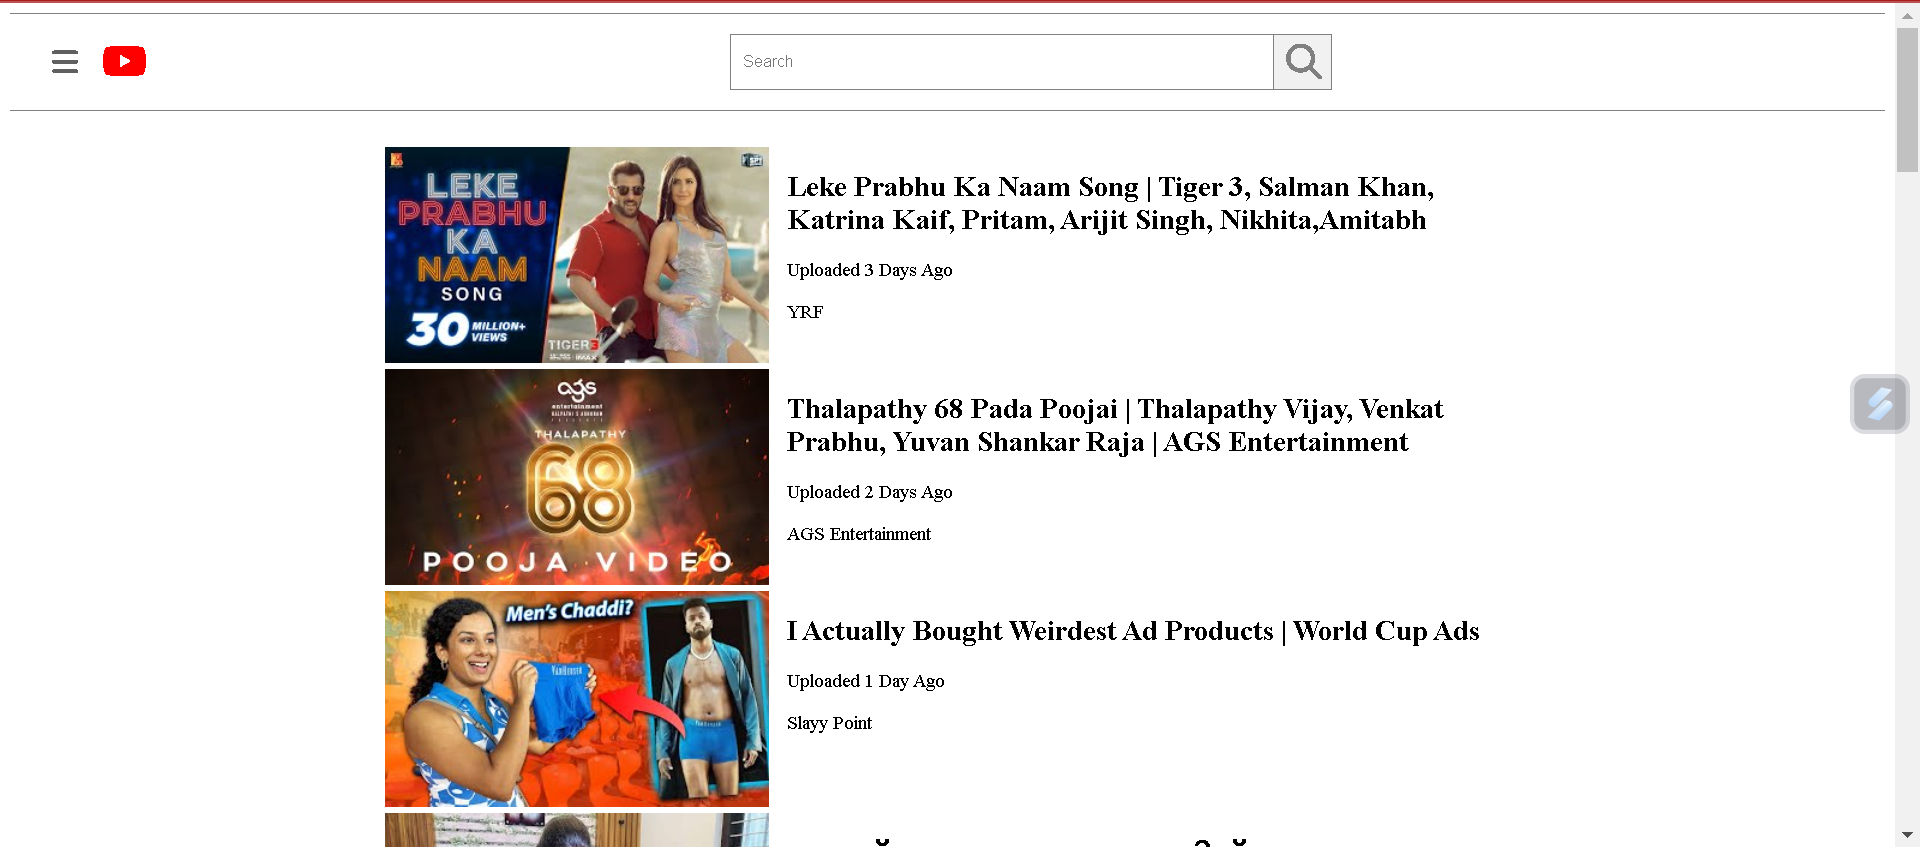 Search
LEKE
PRABHU
KA
NAAM
SONG
30 MILLION+
VIEWS
TIGER 3
Leke Prabhu Ka Naam Song | Tiger 3, Salman Khan,
Katrina Kaif, Pritam, Arijit Singh, Nikhita,Amitabh
Uploaded 3 Days Ago
YRF
ags
entertainment
THALAPATHY
68
POOJA VIDEO
Thalapathy 68 Pada Poojai | Thalapathy Vijay, Venkat
Prabhu, Yuvan Shankar Raja | AGS Entertainment
Uploaded 2 Days Ago
AGS Entertainment
Men's Chaddi?
VAN HEUSEN
I Actually Bought Weirdest Ad Products | World Cup Ads
Uploaded 1 Day Ago
Slayy Point